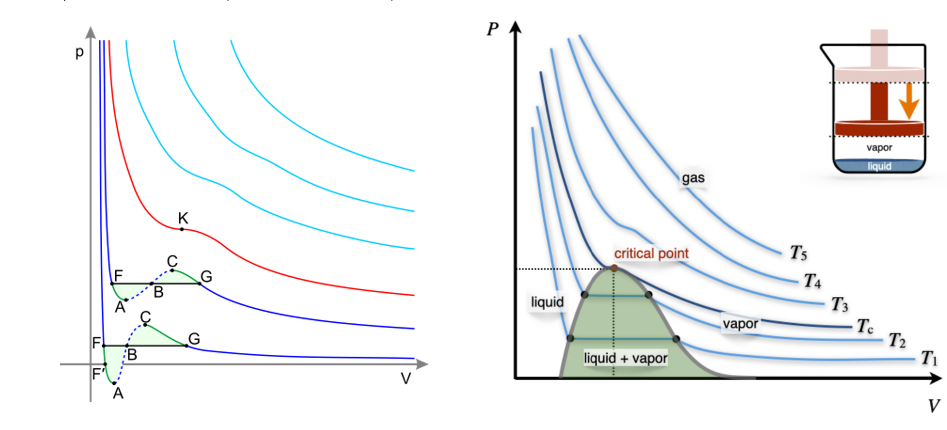 p
K
F
C
G
A
B
C
F
G
B
F'
A
V
P
vapor
liquid
gas
critical point
T5
T4
liquid
T3
vapor
Tc
T2
liquid + vapor
T1
V